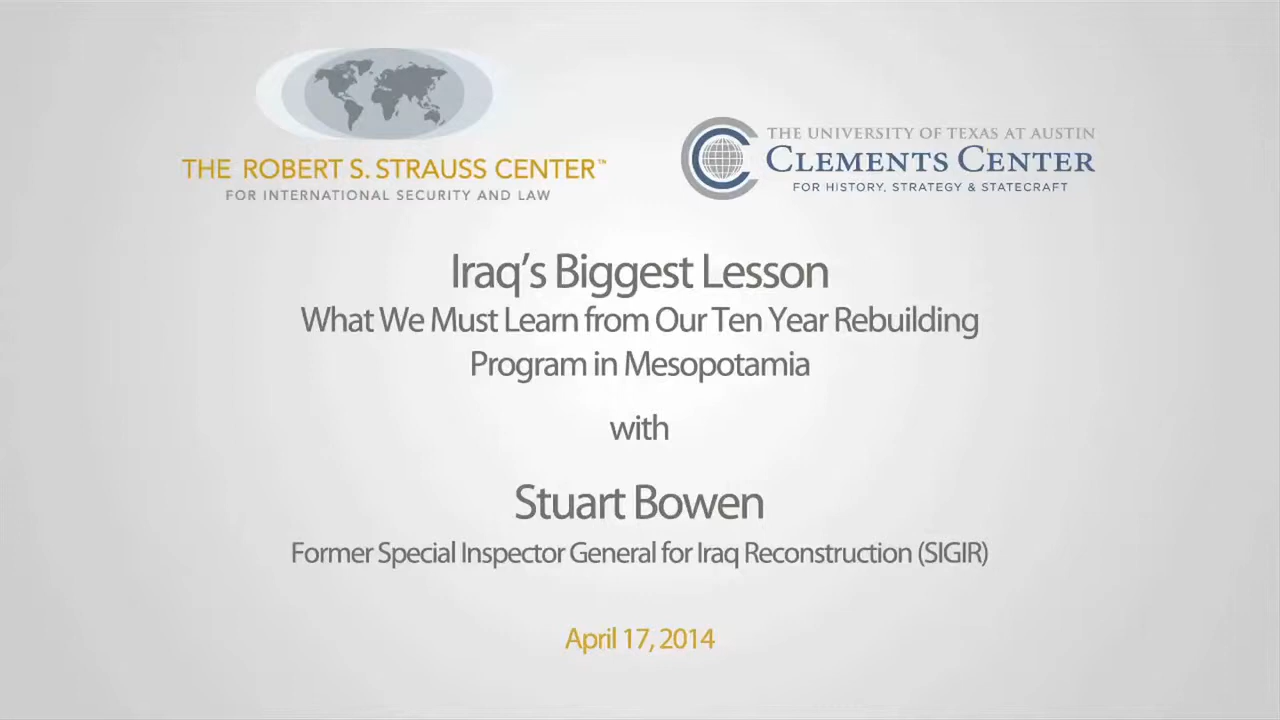 THE ROBERT S. STRAUSS CENTER™
FOR INTERNATIONAL SECURITY AND LAW
THE UNIVERSITY OF TEXAS AT AUSTIN
CLEMENTS CENTER
FOR HISTORY, STRATEGY & STATECRAFT
Iraq's Biggest Lesson
What We Must Learn from Our Ten Year Rebuilding
Program in Mesopotamia
with
Stuart Bowen
Former Special Inspector General for Iraq Reconstruction (SIGIR)
April 17, 2014